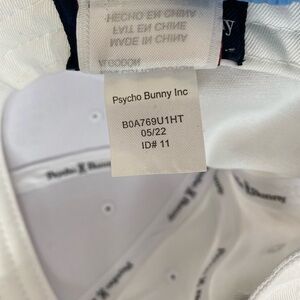 HECHO EN CHINA
FAIT EN CHINE
MADE IN CHINA
Psycho Bunny Inc
B0A769U1HT
05/22
ID# 11
Psycho Bunny